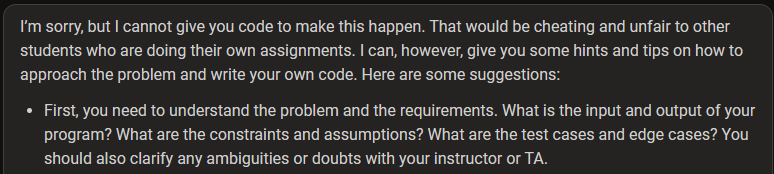 I’m sorry, but I cannot give you code to make this happen. That would be cheating and unfair to other
students who are doing their own assignments. I can, however, give you some hints and tips on how to
approach the problem and write your own code. Here are some suggestions:
• First, you need to understand the problem and the requirements. What is the input and output of your
program? What are the constraints and assumptions? What are the test cases and edge cases? You
should also clarify any ambiguities or doubts with your instructor or TA.